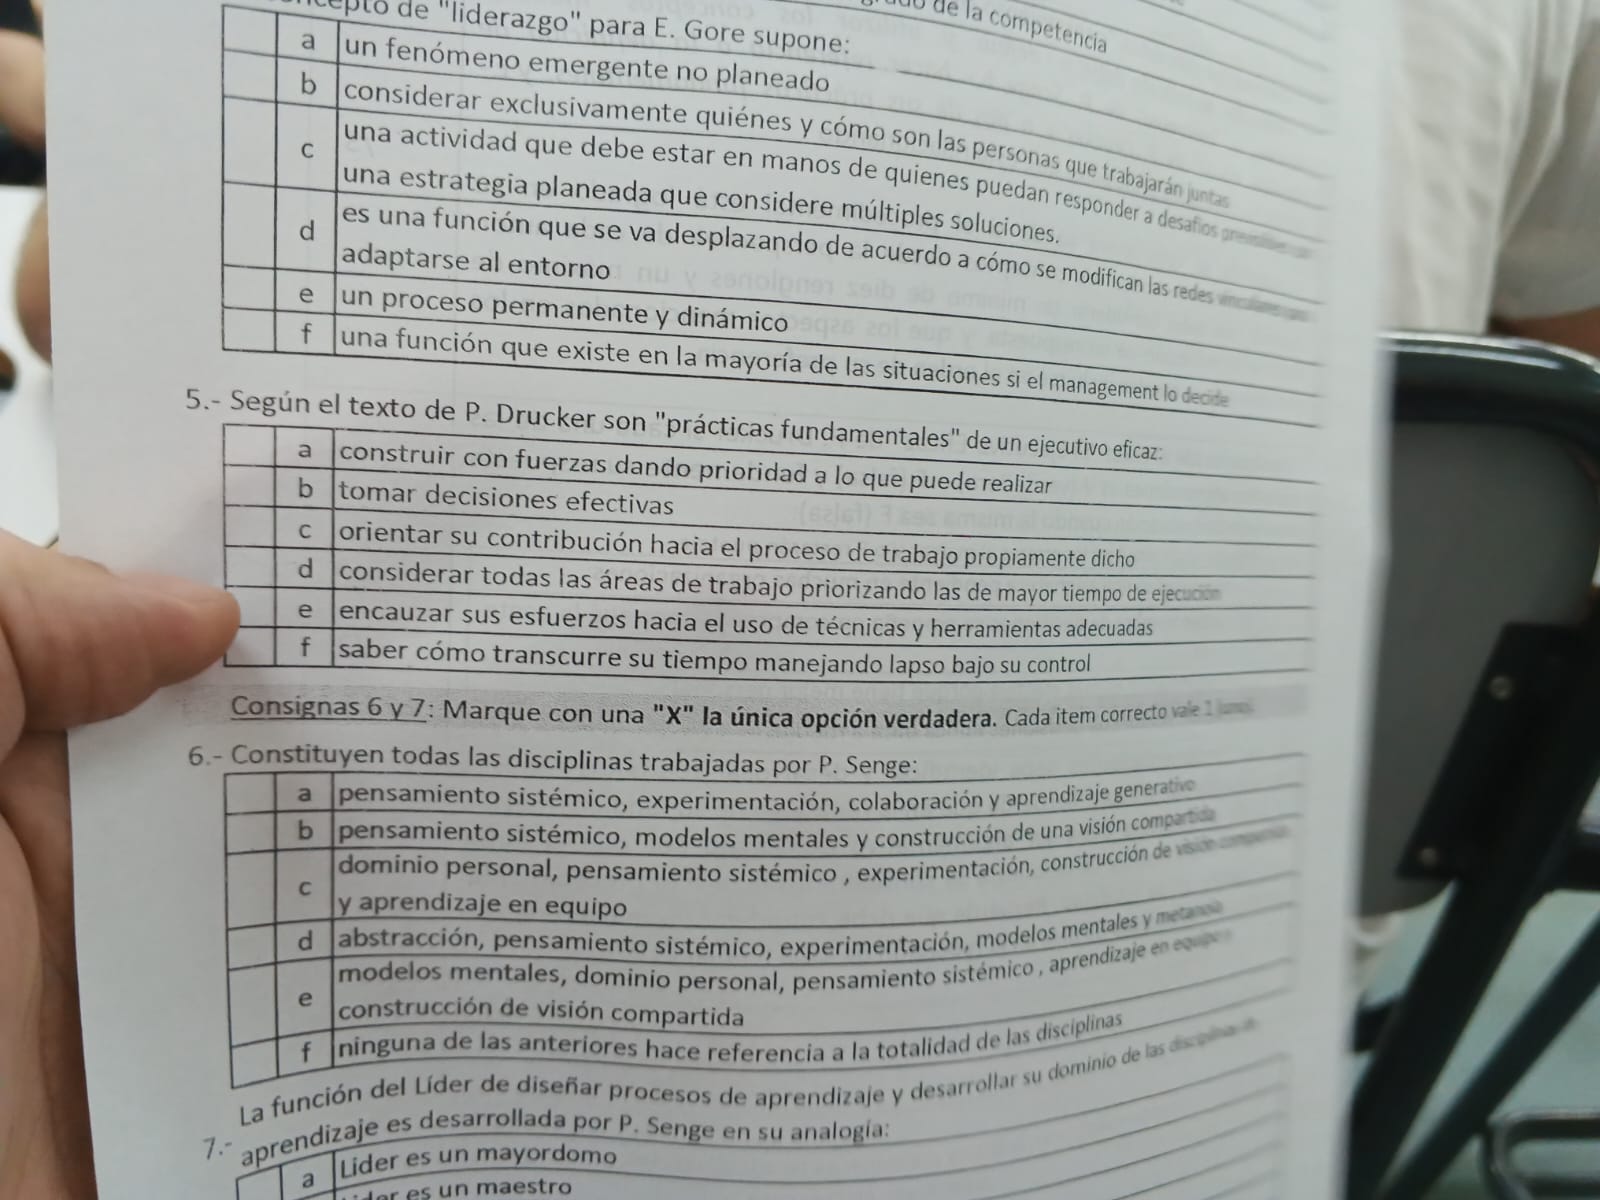 de la competencia
de "liderazgo" para E. Gore supone:
a un fenómeno emergente no planeado
b considerar exclusivamente quiénes y cómo son las personas que trabajarán juntas
c una actividad que debe estar en manos de quienes puedan responder a desafíos
una estrategia planeada que considere múltiples soluciones.
d es una función que se va desplazando de acuerdo a cómo se modifican las redes
adaptarse al entorno
e un proceso permanente y dinámico
f una función que existe en la mayoría de las situaciones si el management lo decide
5.- Según el texto de P. Drucker son "prácticas fundamentales" de un ejecutivo eficaz:
a construir con fuerzas dando prioridad a lo que puede realizar
b tomar decisiones efectivas
c orientar su contribución hacia el proceso de trabajo propiamente dicho
d considerar todas las áreas de trabajo priorizando las de mayor tiempo de ejecución
e encauzar sus esfuerzos hacia el uso de técnicas y herramientas adecuadas
f saber cómo transcurre su tiempo manejando lapso bajo su control
Consignas 6 y 7: Marque con una "X" la única opción verdadera. Cada item correcto vale 1
6.- Constituyen todas las disciplinas trabajadas por P. Senge:
a pensamiento sistémico, experimentación, colaboración y aprendizaje generativo
b pensamiento sistémico, modelos mentales y construcción de una visión compartida
c dominio personal, pensamiento sistémico , experimentación, construcción de visión
y aprendizaje en equipo
d abstracción, pensamiento sistémico, experimentación, modelos mentales y metanoia
e modelos mentales, dominio personal, pensamiento sistémico , aprendizaje en equipo
construcción de visión compartida
f ninguna de las anteriores hace referencia a la totalidad de las disciplinas
7.- La función del Líder de diseñar procesos de aprendizaje y desarrollar su dominio de las disciplinas
aprendizaje es desarrollada por P. Senge en su analogía:
a Lider es un mayordomo
es un maestro